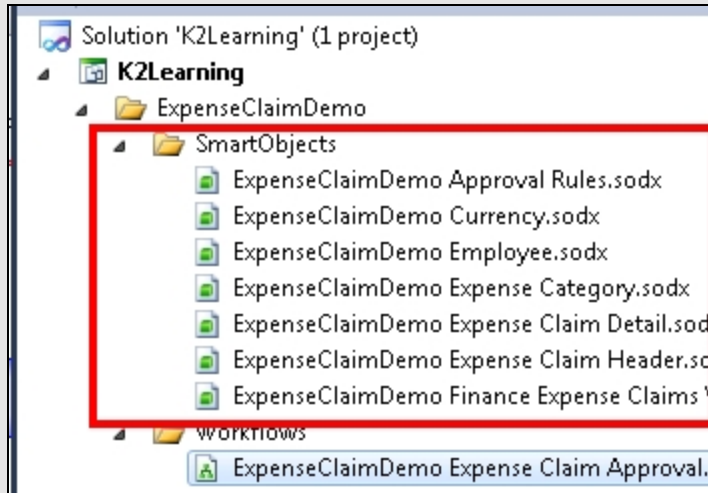 Solution 'K2Learning' (1 project)
K2Learning
ExpenseClaimDemo
SmartObjects
ExpenseClaimDemo Approval Rules.sodx
ExpenseClaimDemo Currency.sodx
ExpenseClaimDemo Employee.sodx
ExpenseClaimDemo Expense Category.sodx
ExpenseClaimDemo Expense Claim Detail.sod
ExpenseClaimDemo Expense Claim Header.so
ExpenseClaimDemo Finance Expense Claims
Workflows
ExpenseClaimDemo Expense Claim Approval.